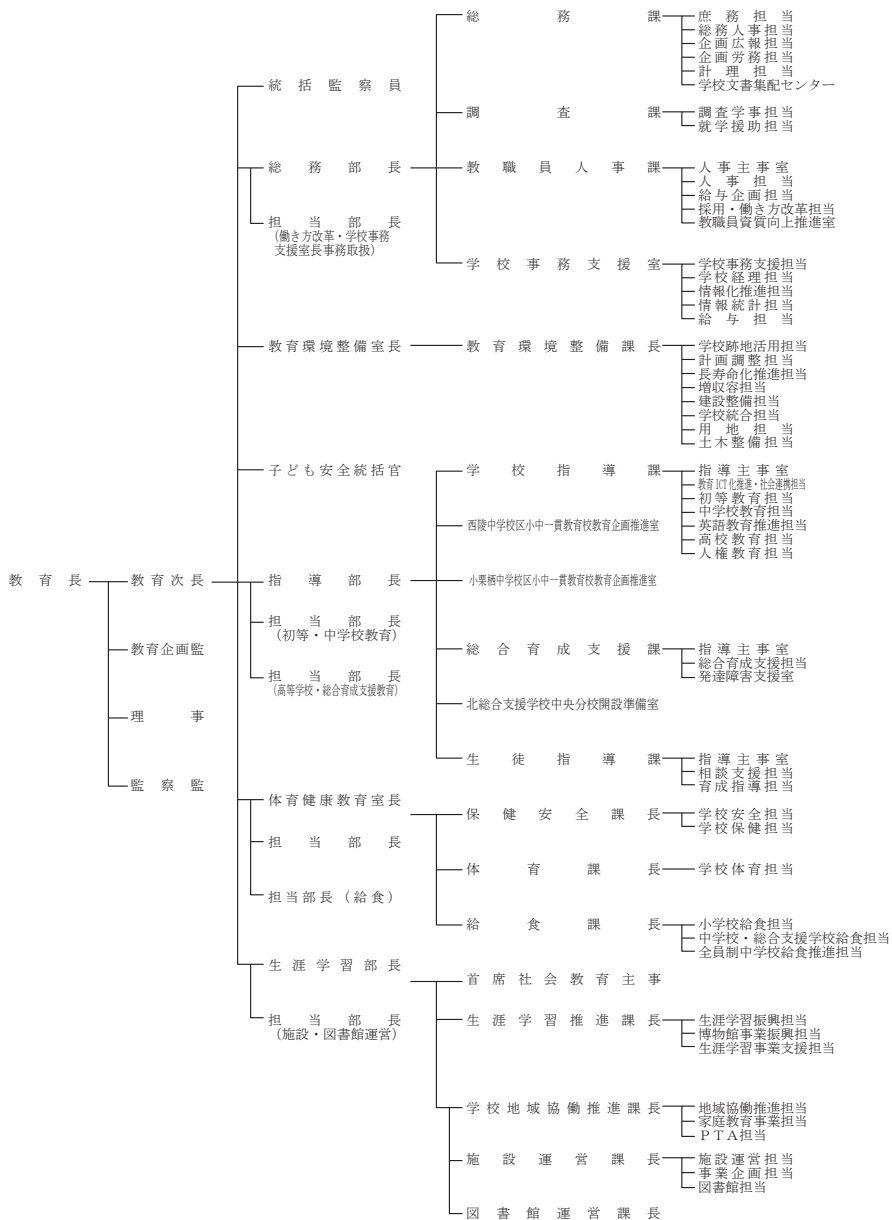 総務課
庶務担当
総務人事担当
企画広報担当
企画労務担当
計理担当
学校文書集配センター
統括監察員
調査課
調査学事担当
就学援助担当
総務部長
教職員人事課
人事主事室
人事担当
給与企画担当
採用・働き方改革担当
教職員資質向上推進室
担当部長
(働き方改革・学校事務
支援室長事務取扱)
学校事務支援室
学校事務支援担当
学校経理担当
情報化推進担当
情報統計担当
給与担当
教育環境整備室長
教育環境整備課長
学校跡地活用担当
計画調整担当
長寿命化推進担当
増収容担当
建設整備担当
学校統合担当
用地担当
土木整備担当
子ども安全統括官
学校指導課
指導主事室
教育ICT化推進・社会連携担当
初等教育担当
中学校教育担当
英語教育推進担当
高校教育担当
人権教育担当
西陵中学校区小中一貫教育校教育企画推進室
教育長
教育次長
指導部長
小栗栖中学校区小中一貫教育校教育企画推進室
担当部長
(初等・中学校教育)
教育企画監
総合育成支援課
指導主事室
総合育成支援担当
発達障害支援室
担当部長
(高等学校・総合育成支援教育)
北総合支援学校中央分校開設準備室
理事
生徒指導課
指導主事室
相談支援担当
育成指導担当
監察監
体育健康教育室長
保健安全課長
学校安全担当
学校保健担当
担当部長
体育課長
学校体育担当
担当部長(給食)
給食課長
小学校給食担当
中学校・総合支援学校給食担当
全員制中学校給食推進担当
生涯学習部長
首席社会教育主事
担当部長
(施設・図書館運営)
生涯学習推進課長
生涯学習振興担当
博物館事業振興担当
生涯学習事業支援担当
学校地域協働推進課長
地域協働推進担当
家庭教育事業担当
PTA担当
施設運営課長
施設運営担当
事業企画担当
図書館担当
図書館運営課長